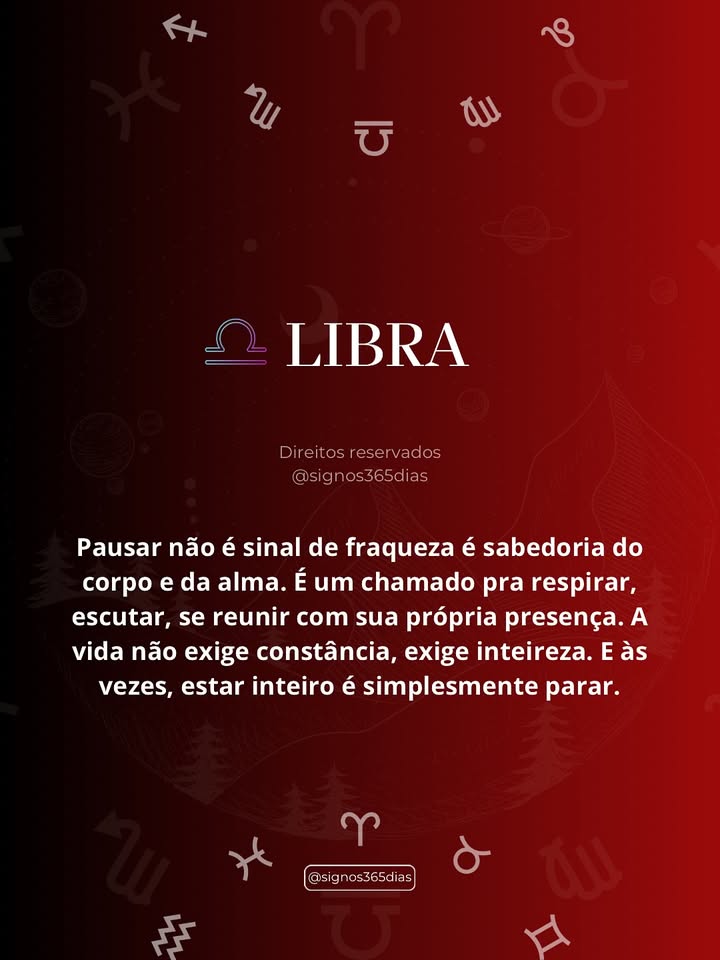 LIBRA
Direitos reservados
@signos365dias
Pausar não é sinal de fraqueza é sabedoria do
corpo e da alma. É um chamado pra respirar,
escutar, se reunir com sua própria presença. A
vida não exige constância, exige inteireza. E às
vezes, estar inteiro é simplesmente parar.
@signos365dias